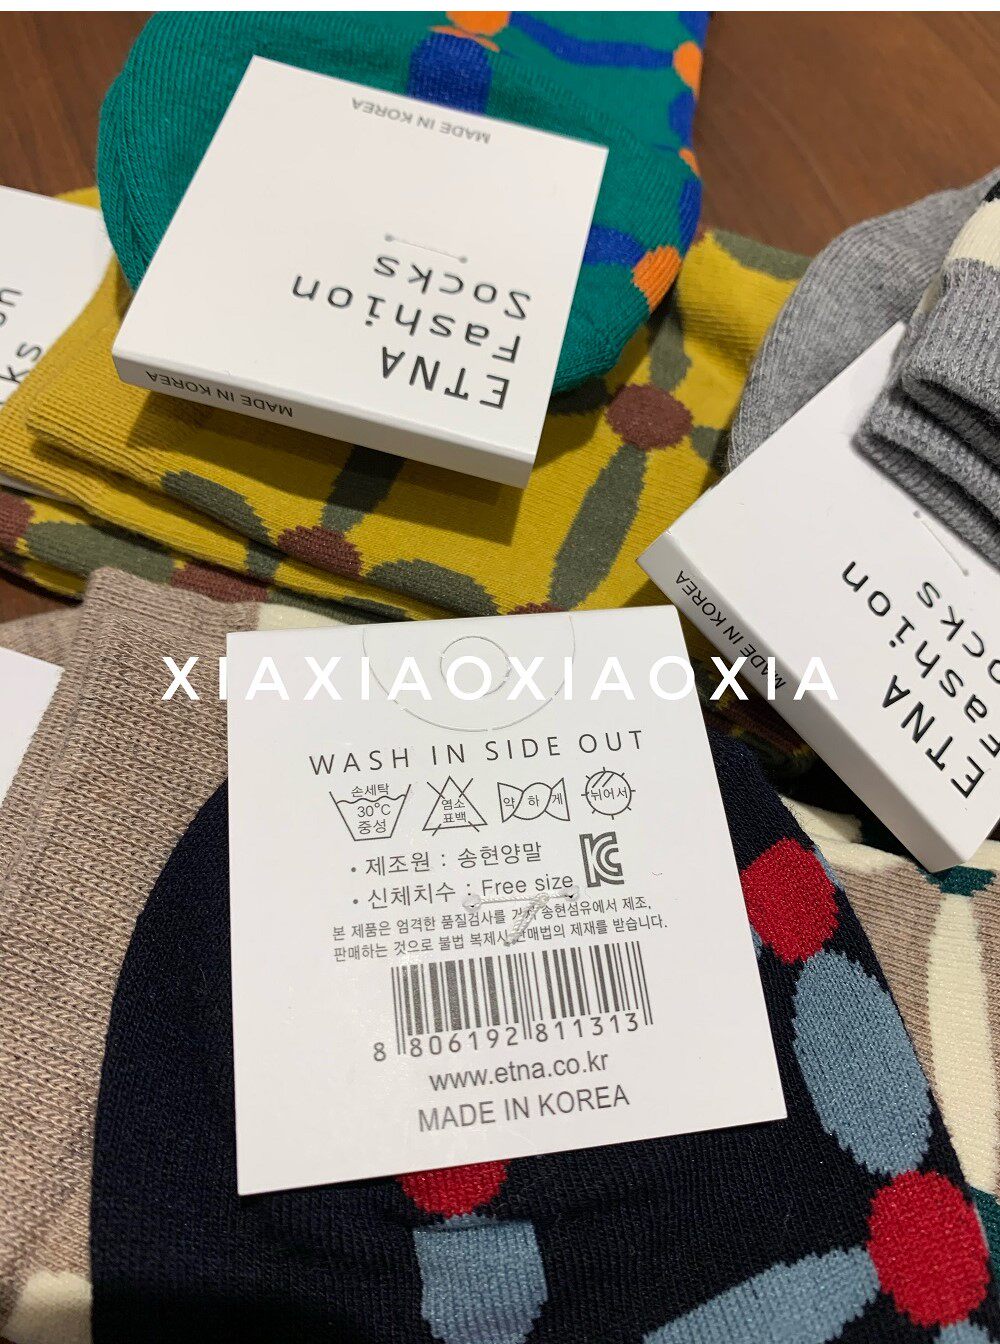 MADE IN KOREA
ETNA
Fashion
Socks
MADE IN KOREA
ks
MADE IN KOREA
MADE IN KOREA
ETNA
Fashion
Socks
XIAXIAOXIAOXIA
WASH IN SIDE OUT
손세탁
30°C
중성
염소
표백
약하게
뉘어서
• 제조원 : 송현양말
• 신체치수 : Free size
본 제품은 엄격한 품질검사를 거쳐 송현섬유에서 제조,
판매하는 것으로 불법 복제시 판매법의 제재를 받습니다.
8 806192 811313
www.etna.co.kr
MADE IN KOREA